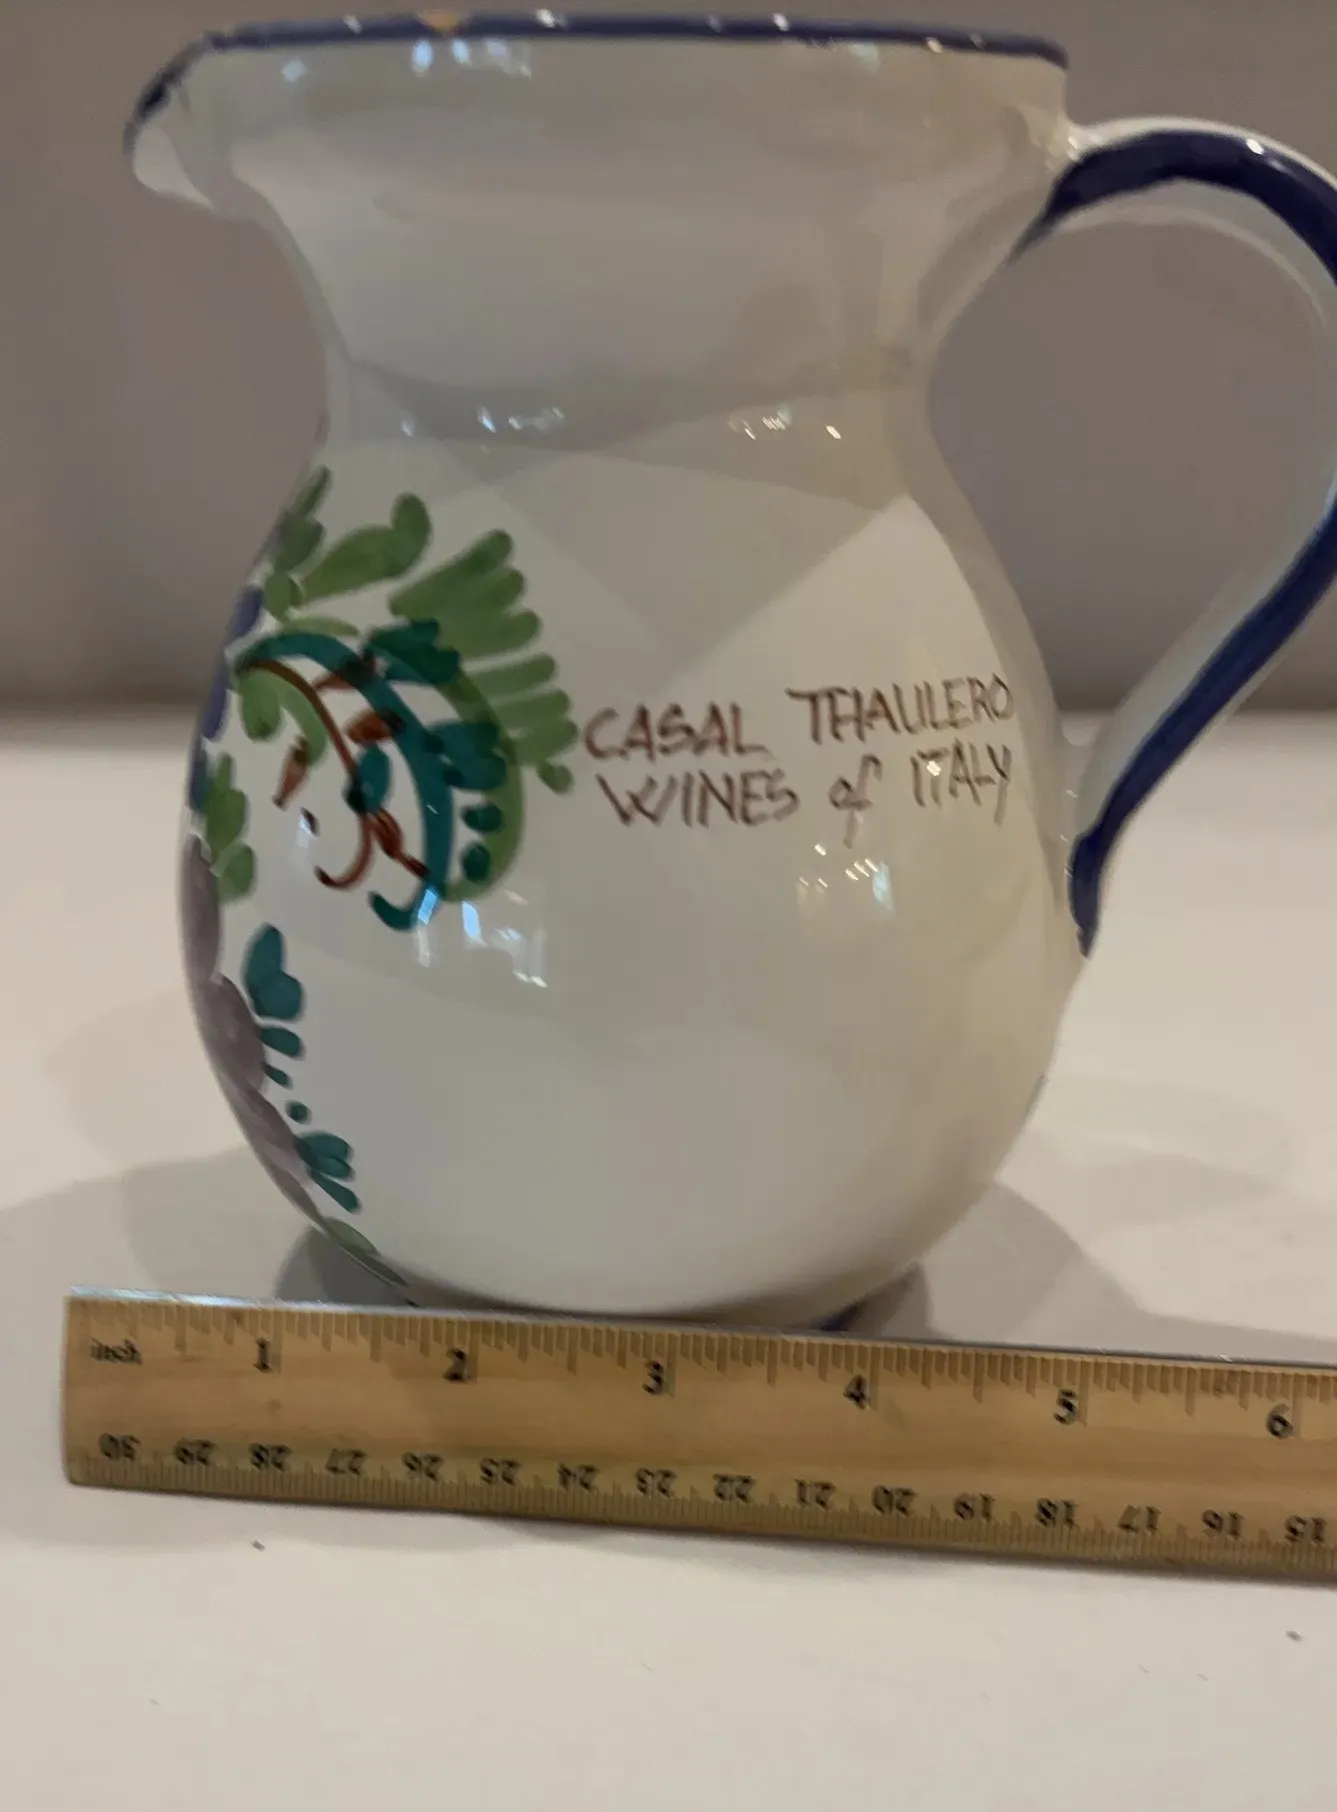 CASAL THAULERO
WINES of ITALY
inch 1 2 3 4 5 6
30 29 28 27 26 25 24 23 22 21 20 19 18 17 16 15